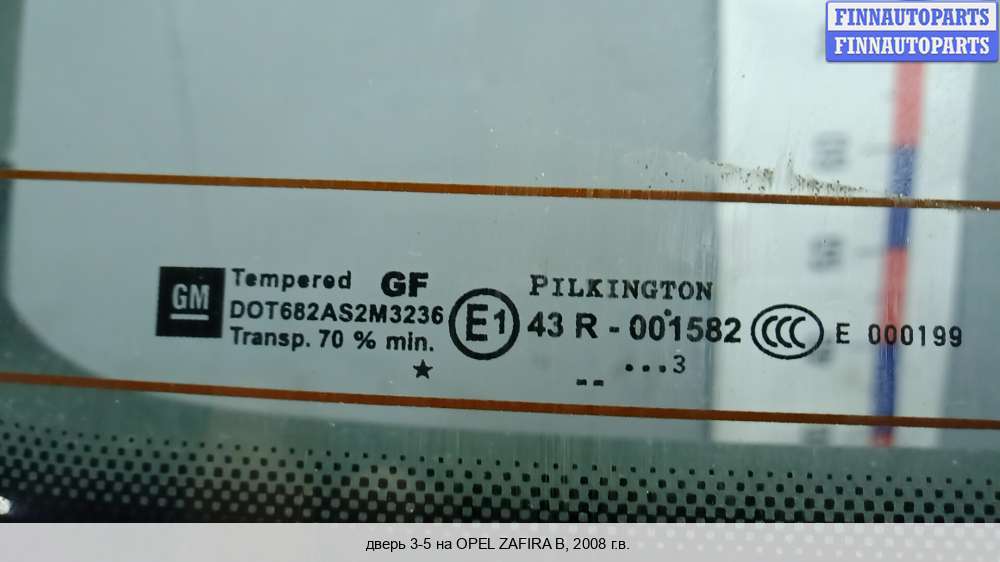 FINNAUTOPARTS
FINNAUTOPARTS
GM
Tempered GF
DOT682AS2M3236
Transp. 70 % min.
E1
PILKINGTON
43 R - 001582
CCC
E 000199
...3
--
дверь 3-5 на OPEL ZAFIRA B, 2008 г.в.